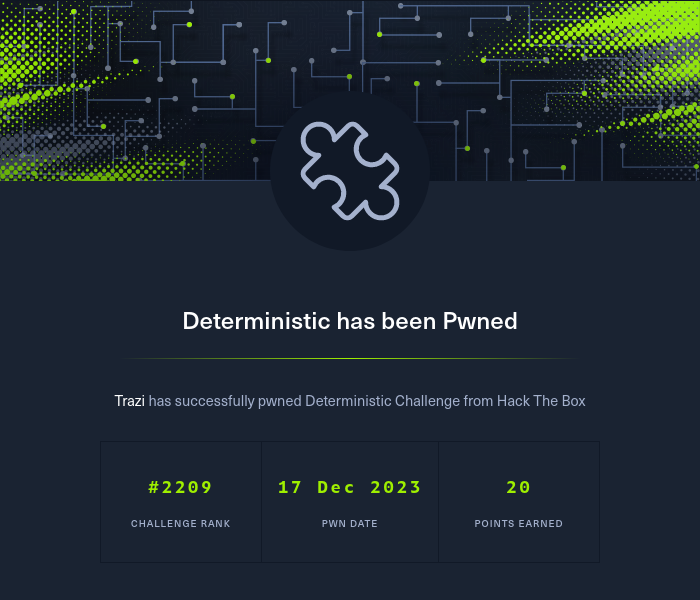 Deterministic has been Pwned
Trazi has successfully pwned Deterministic Challenge from Hack The Box
#2209
17 Dec 2023
20
CHALLENGE RANK
PWN DATE
POINTS EARNED